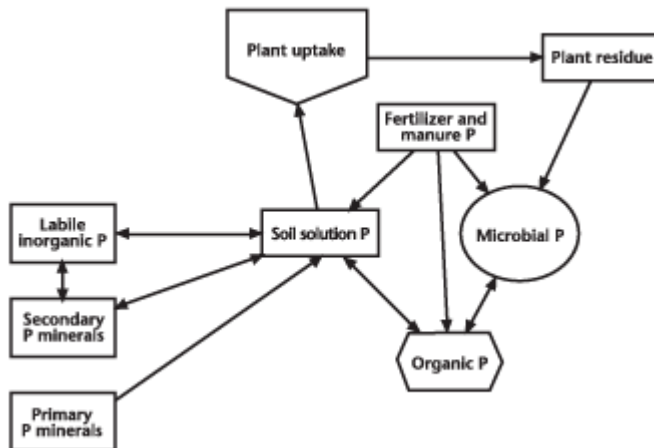 Plant uptake
Plant residue
Fertilizer and
manure P
Labile
inorganic P
Soil solution P
Microbial P
Secondary
P minerals
Organic P
Primary
P minerals